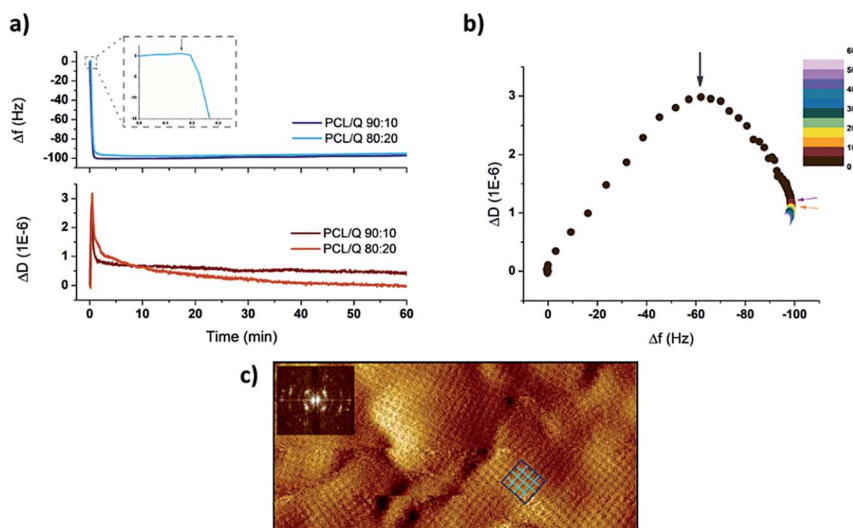 a)
b)
0
-20
-40
-60
-80
-100
Δf (Hz)
PCL/Q 90:10
PCL/Q 80:20
3
2
1
0
ΔD (1E-6)
PCL/Q 90:10
PCL/Q 80:20
0 10 20 30 40 50 60
Time (min)
3
2
1
0
ΔD (1E-6)
0 -20 -40 -60 -80 -100
Δf (Hz)
c)